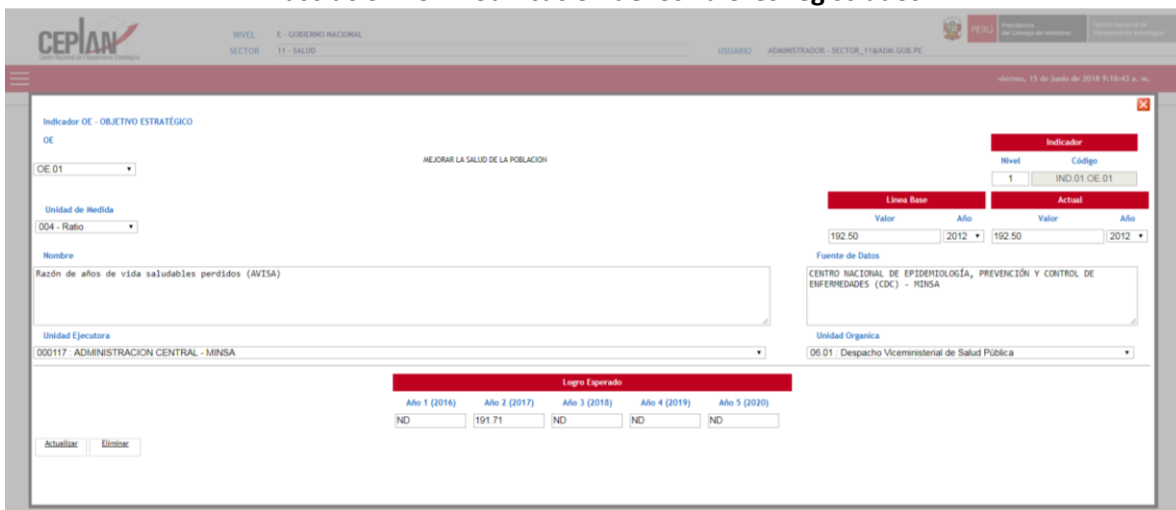 CEPLAN
Centro Nacional de Planeamiento Estratégico
NIVEL E - GOBIERNO NACIONAL
SECTOR 11 - SALUD
USUARIO ADMINISTRADOR - SECTOR_11@ADM.GOB.PE
PERÚ
Presidencia
del Consejo de Ministros
Centro Nacional de
Planeamiento Estratégico
viernes, 15 de junio de 2018 9:16:43 a. m.
Indicador OE - OBJETIVO ESTRATÉGICO
OE
OE.01
MEJORAR LA SALUD DE LA POBLACION
Indicador
Nivel Código
1 IND.01.OE.01
Unidad de Medida
004 - Ratio
Linea Base Actual
Valor Año Valor Año
192.50 2012 192.50 2012
Nombre
Razón de años de vida saludables perdidos (AVISA)
Fuente de Datos
CENTRO NACIONAL DE EPIDEMIOLOGÍA, PREVENCIÓN Y CONTROL DE
ENFERMEDADES (CDC) - MINSA
Unidad Ejecutora
000117 : ADMINISTRACION CENTRAL - MINSA
Unidad Organica
06.01 : Despacho Viceministerial de Salud Pública
Logro Esperado
Año 1 (2016) Año 2 (2017) Año 3 (2018) Año 4 (2019) Año 5 (2020)
ND 191.71 ND ND ND
Actualizar Eliminar